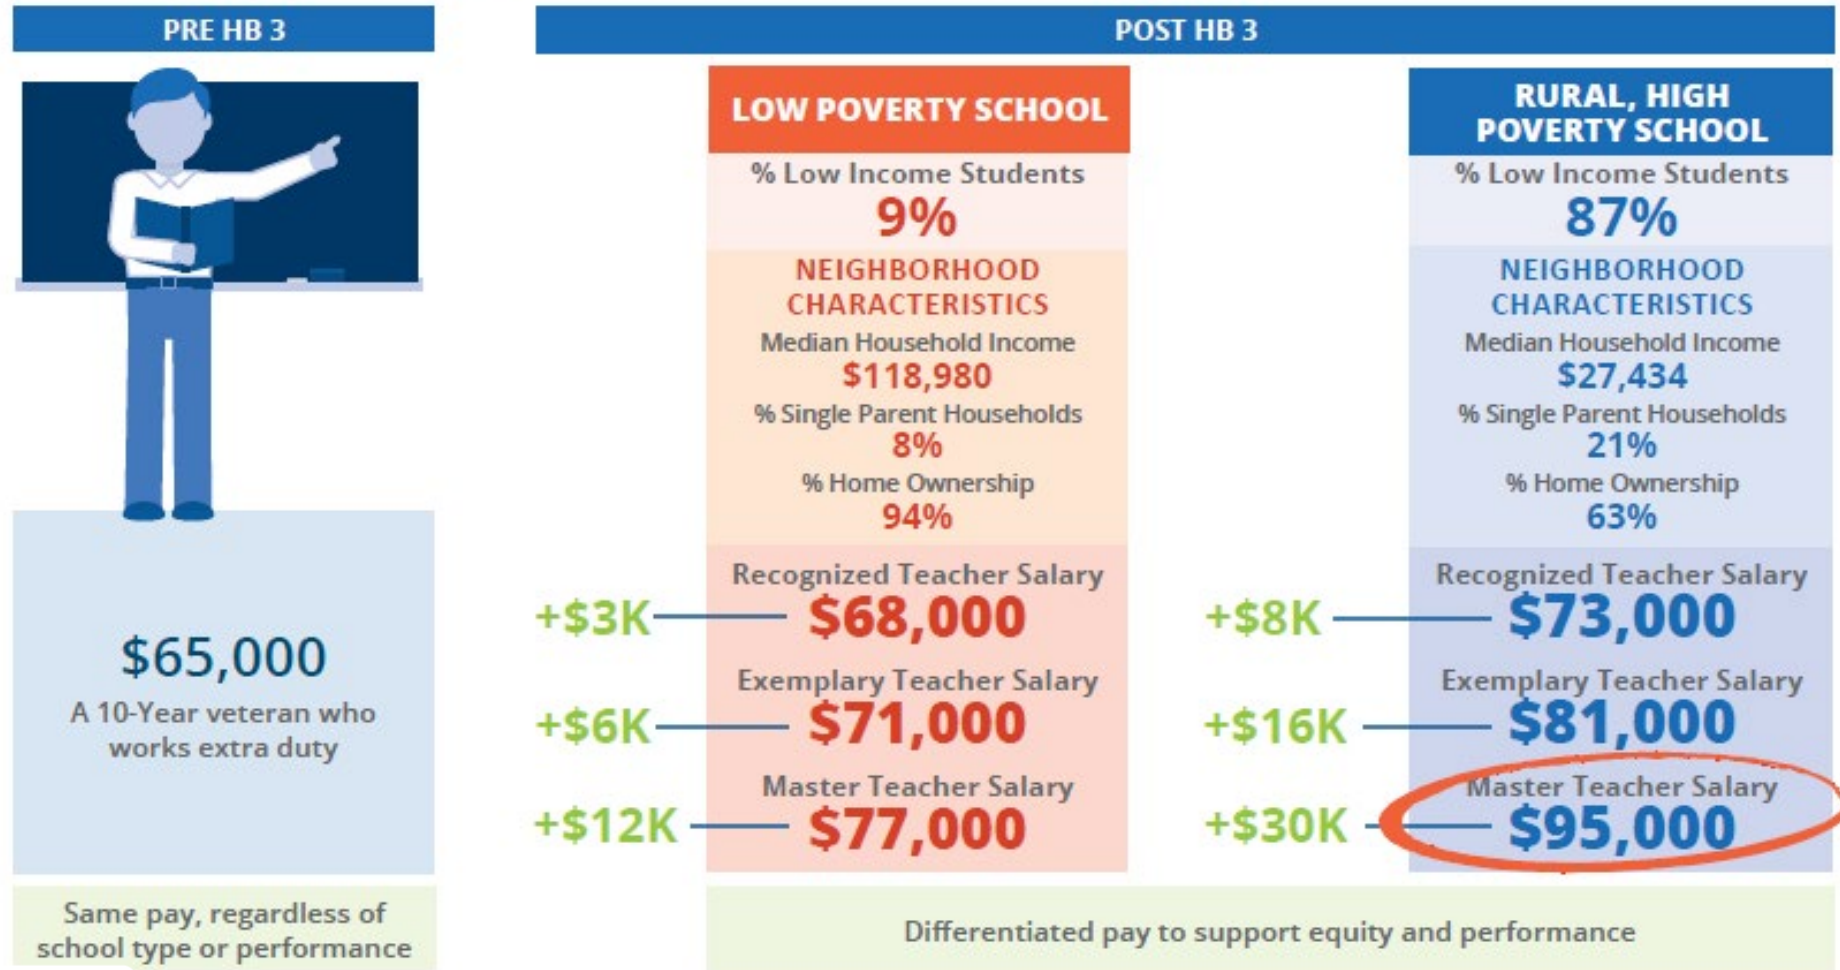 PRE HB 3
$65,000
A 10-Year veteran who
works extra duty
Same pay, regardless of
school type or performance
POST HB 3
LOW POVERTY SCHOOL
% Low Income Students
9%
NEIGHBORHOOD
CHARACTERISTICS
Median Household Income
$118,980
% Single Parent Households
8%
% Home Ownership
94%
Recognized Teacher Salary
+$3K $68,000
Exemplary Teacher Salary
+$6K $71,000
Master Teacher Salary
+$12K $77,000
RURAL, HIGH
POVERTY SCHOOL
% Low Income Students
87%
NEIGHBORHOOD
CHARACTERISTICS
Median Household Income
$27,434
% Single Parent Households
21%
% Home Ownership
63%
Recognized Teacher Salary
+$8K $73,000
Exemplary Teacher Salary
+$16K $81,000
Master Teacher Salary
+$30K $95,000
Differentiated pay to support equity and performance